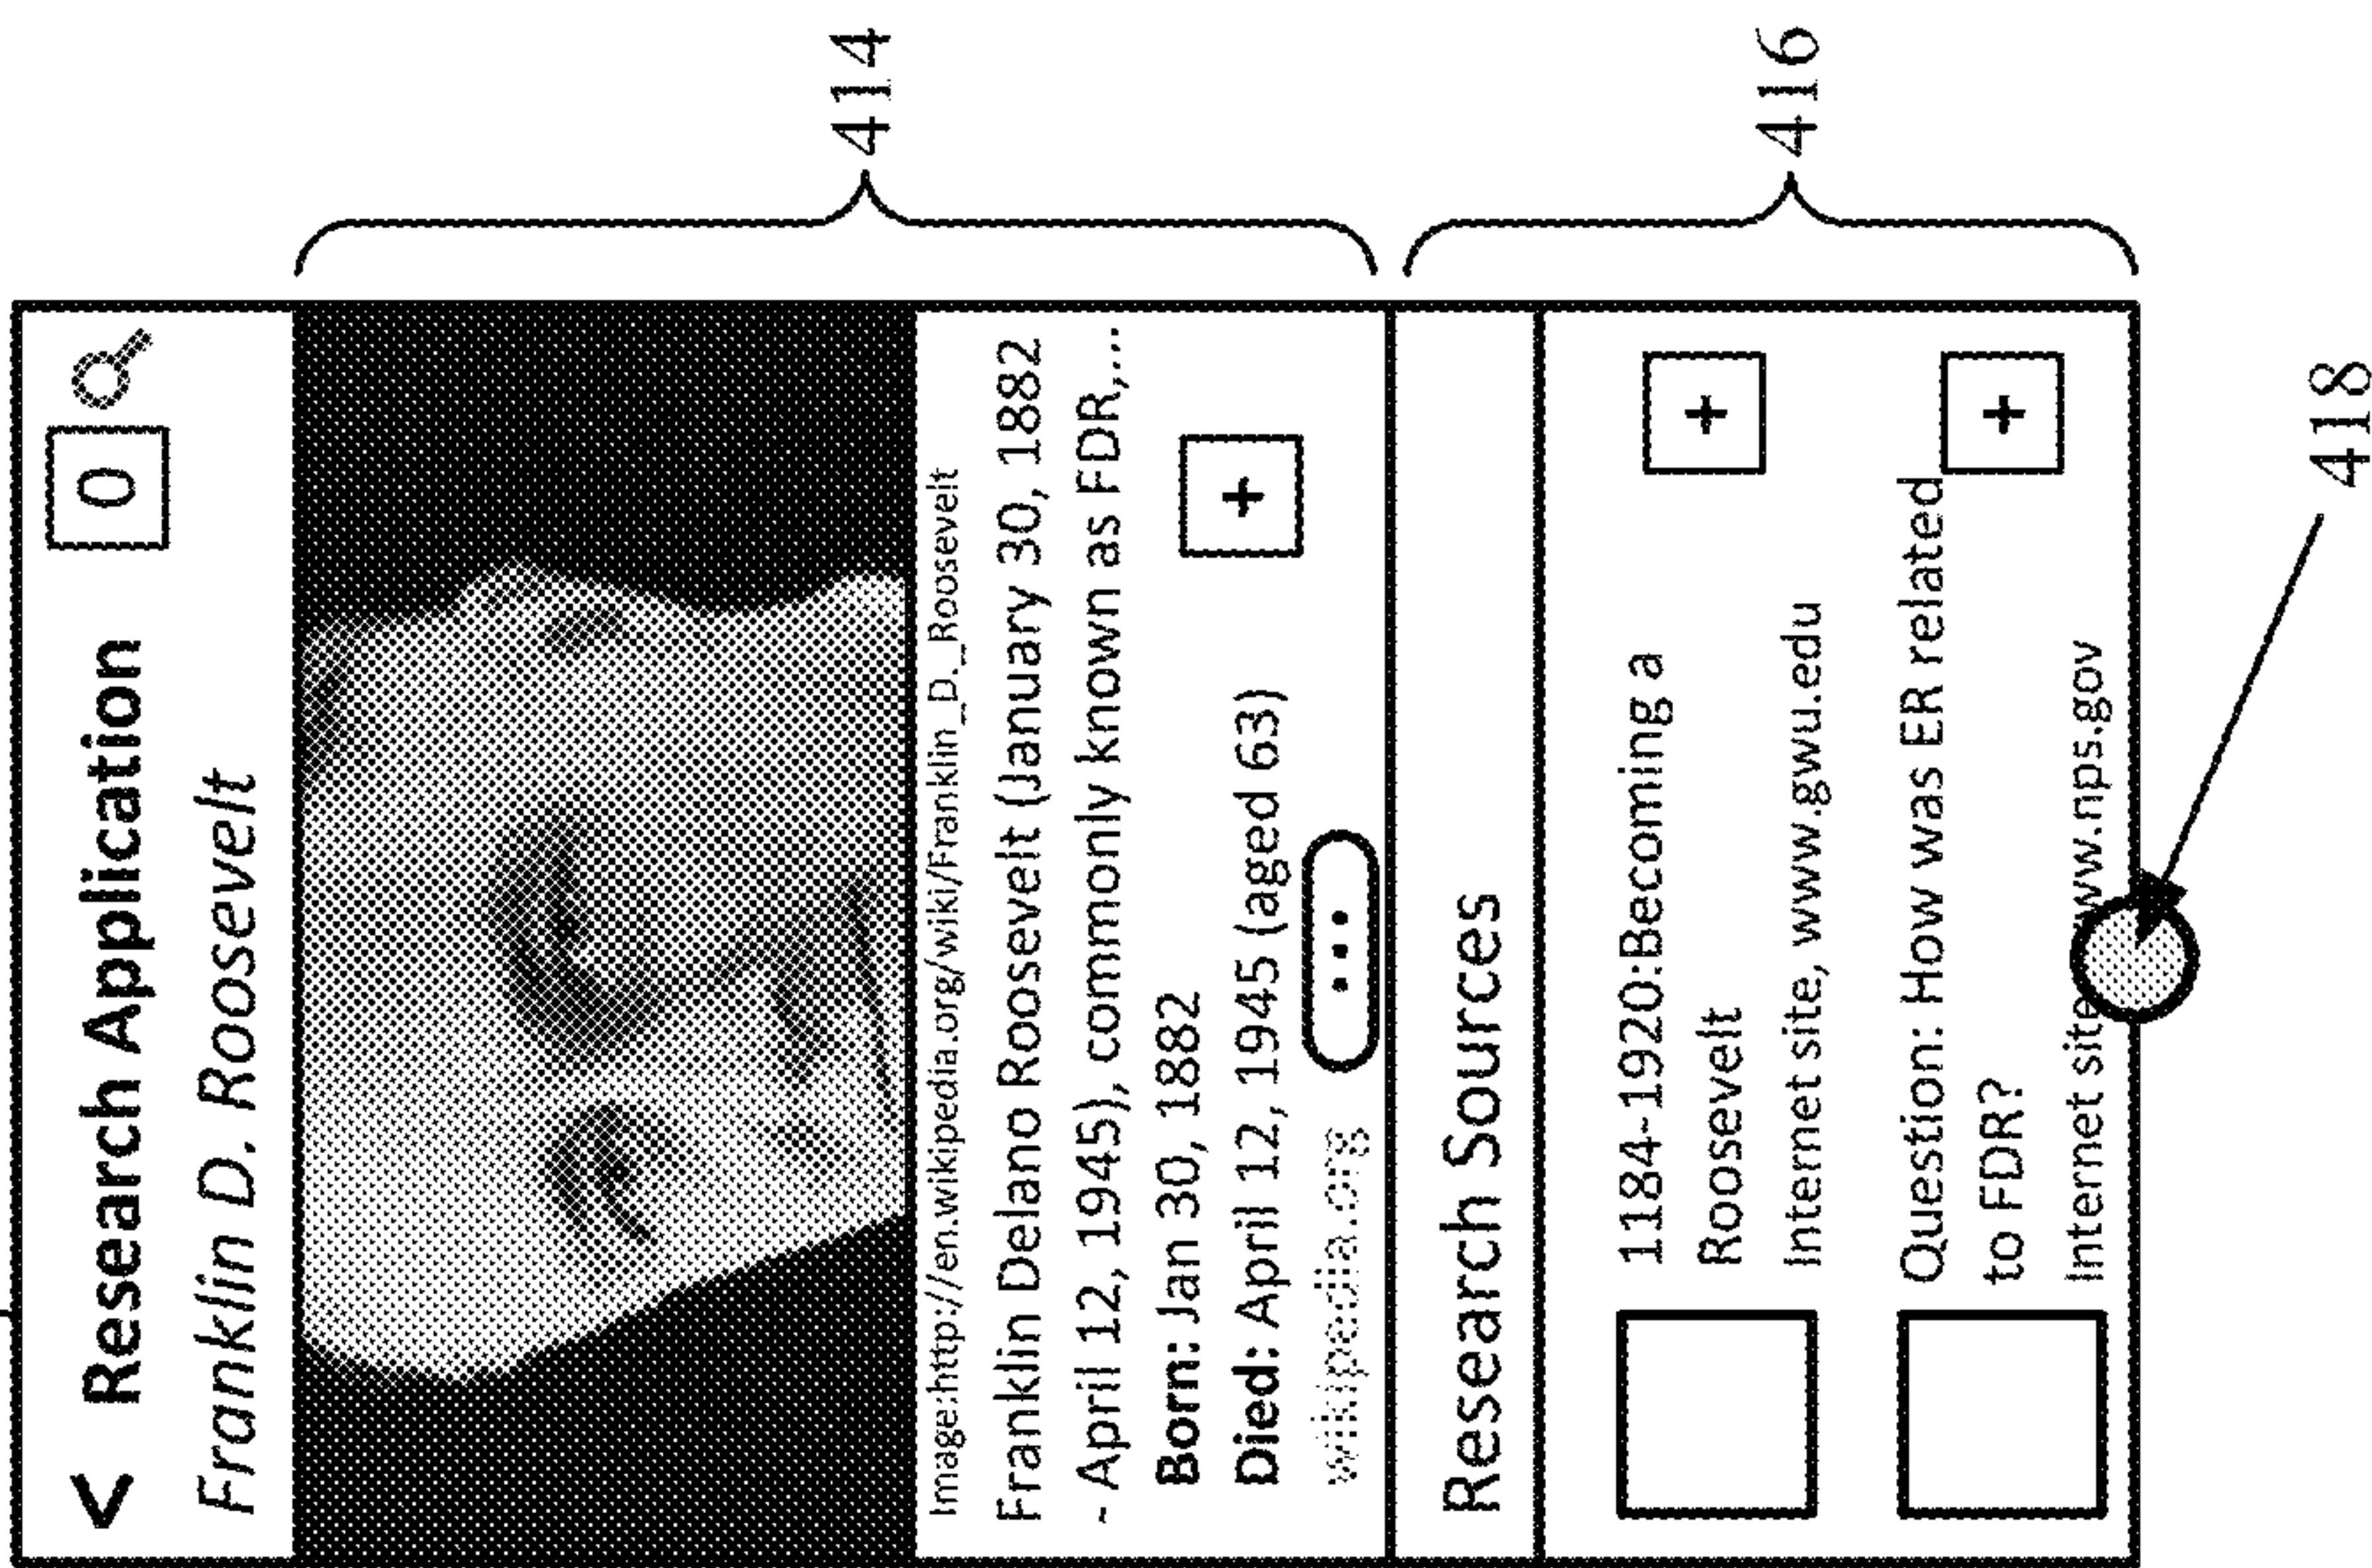 < Research Application 0
Franklin D. Roosevelt
Image:http://en.wikipedia.org/wiki/Franklin_D._Roosevelt
Franklin Delano Roosevelt (January 30, 1882
- April 12, 1945), commonly known as FDR,...
Born: Jan 30, 1882
+
Died: April 12, 1945 (aged 63)
wikipedia.org
...
414
Research Sources
1184-1920:Becoming a
Roosevelt
+
Internet site, www.gwu.edu
Question: How was ER related
to FDR?
+
Internet site www.nps.gov
416
418